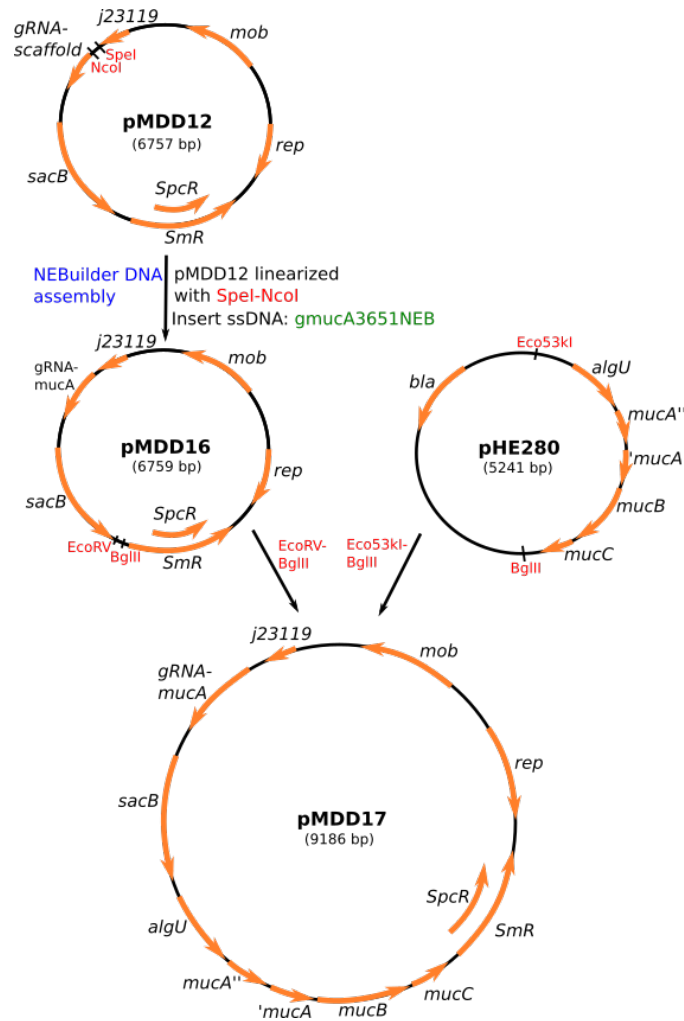 j23119
gRNA-
scaffold
mob
SpeI
NcoI
pMDD12
(6757 bp)
rep
sacB
SpcR
SmR
NEBuilder DNA
assembly
pMDD12 linearized
with SpeI-NcoI
Insert ssDNA: gmucA3651NEB
j23119
gRNA-
mucA
mob
pMDD16
(6759 bp)
rep
sacB
SpcR
EcoRV
BglII
SmR
Eco53kI
bla
algU
mucA"
'mucA
pHE280
(5241 bp)
mucB
mucC
BglII
EcoRV-
BglII
Eco53kI-
BglII
j23119
mob
gRNA-
mucA
rep
sacB
pMDD17
(9186 bp)
SpcR
SmR
algU
mucA"
'mucA
mucB
mucC